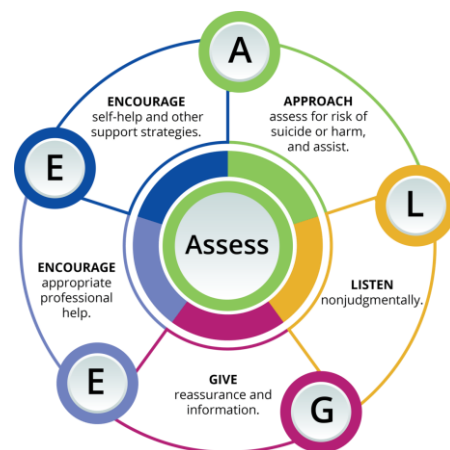 A
APPROACH
assess for risk of
suicide or harm,
and assist.
L
LISTEN
nonjudgmentally.
G
GIVE
reassurance and
information.
E
ENCOURAGE
appropriate
professional
help.
E
ENCOURAGE
self-help and other
support strategies.
Assess